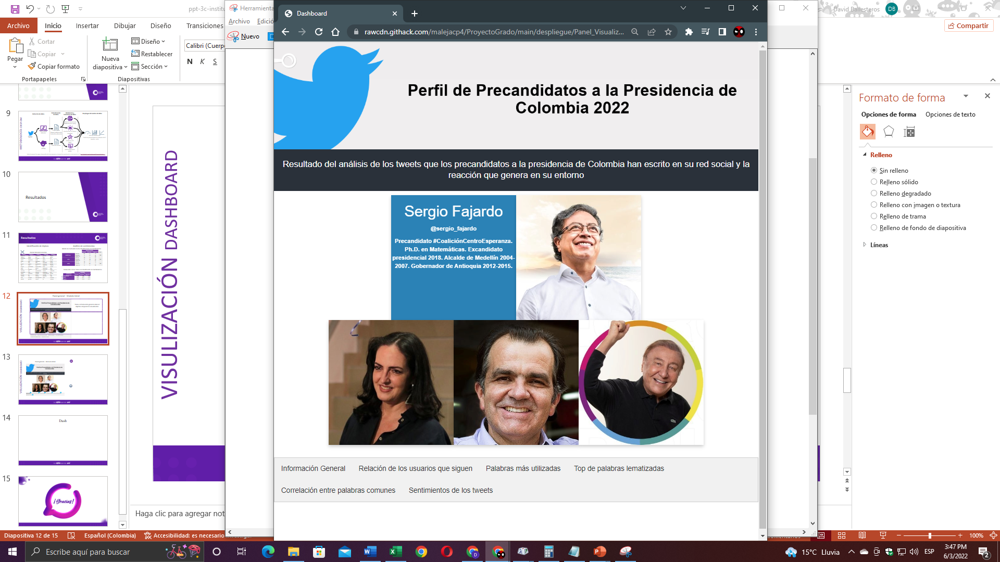 ppt-3c-institu
David Ballesteros
DB
Archivo
Inicio
Insertar
Dibujar
Diseño
Transiciones
Compartir
Pegar
Cortar
Copiar
Copiar formato
Portapapeles
Nueva
diapositiva
Diseño
Restablecer
Sección
Diapositivas
Calibri (Cuerp
N K S
Herramienta
Archivo Edició
Nuevo
Dashboard
rawcdn.githack.com/malejacp4/ProyectoGrado/main/despliegue/Panel_Visualiz...
Perfil de Precandidatos a la Presidencia de
Colombia 2022
Resultado del análisis de los tweets que los precandidatos a la presidencia de Colombia han escrito en su red social y la
reacción que genera en su entorno
Sergio Fajardo
@sergio_fajardo
Precandidato #CoaliciónCentroEsperanza.
Ph.D. en Matemáticas. Excandidato
presidencial 2018. Alcalde de Medellín 2004-
2007. Gobernador de Antioquia 2012-2015.
Información General
Relación de los usuarios que siguen
Palabras más utilizadas
Top de palabras lematizadas
Correlación entre palabras comunes
Sentimientos de los tweets
9
10
Resultados
11
Resultados
12
13
14
Dash
15
¡Gracias!
VISULIZACIÓN DASHBOARD
Haga clic para agregar not
Formato de forma
Opciones de forma
Opciones de texto
Relleno
Sin relleno
Relleno sólido
Relleno degradado
Relleno con imagen o textura
Relleno de trama
Relleno de fondo de diapositiva
Líneas
Diapositiva 12 de 15
Español (Colombia)
Accesibilidad: es necesario
100%
Escribe aquí para buscar
15°C Lluvia
ESP
3:47 PM
6/3/2022
2